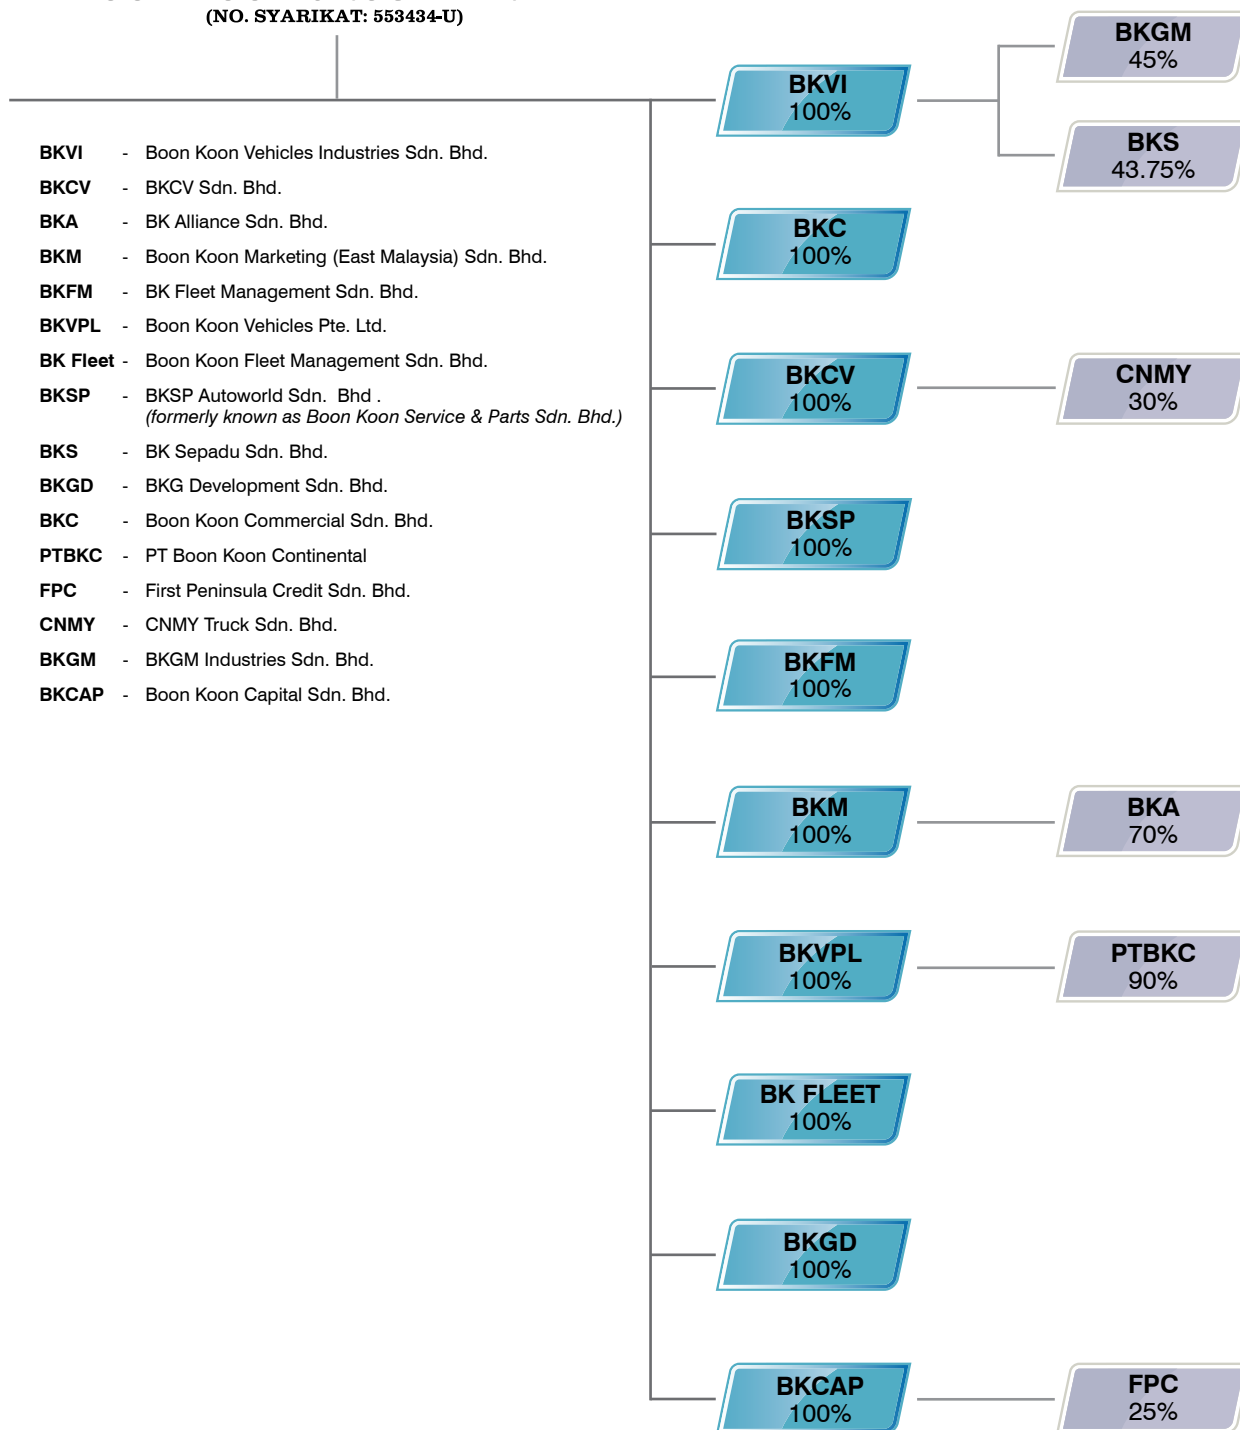 (NO. SYARIKAT: 553434-U)
BKVI - Boon Koon Vehicles Industries Sdn. Bhd.
BKCV - BKCV Sdn. Bhd.
BKA - BK Alliance Sdn. Bhd.
BKM - Boon Koon Marketing (East Malaysia) Sdn. Bhd.
BKFM - BK Fleet Management Sdn. Bhd.
BKVPL - Boon Koon Vehicles Pte. Ltd.
BK Fleet - Boon Koon Fleet Management Sdn. Bhd.
BKSP - BKSP Autoworld Sdn. Bhd .
(formerly known as Boon Koon Service & Parts Sdn. Bhd.)
BKS - BK Sepadu Sdn. Bhd.
BKGD - BKG Development Sdn. Bhd.
BKC - Boon Koon Commercial Sdn. Bhd.
PTBKC - PT Boon Koon Continental
FPC - First Peninsula Credit Sdn. Bhd.
CNMY - CNMY Truck Sdn. Bhd.
BKGM - BKGM Industries Sdn. Bhd.
BKCAP - Boon Koon Capital Sdn. Bhd.
BKVI
100%
BKGM
45%
BKS
43.75%
BKC
100%
BKCV
100%
CNMY
30%
BKSP
100%
BKFM
100%
BKM
100%
BKA
70%
BKVPL
100%
PTBKC
90%
BK FLEET
100%
BKGD
100%
BKCAP
100%
FPC
25%